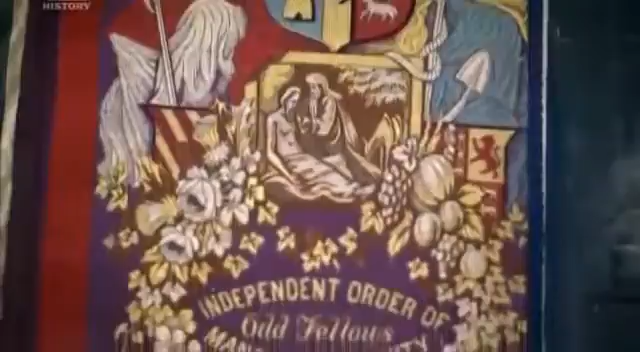 HISTORY
INDEPENDENT ORDER OF
Odd Fellows